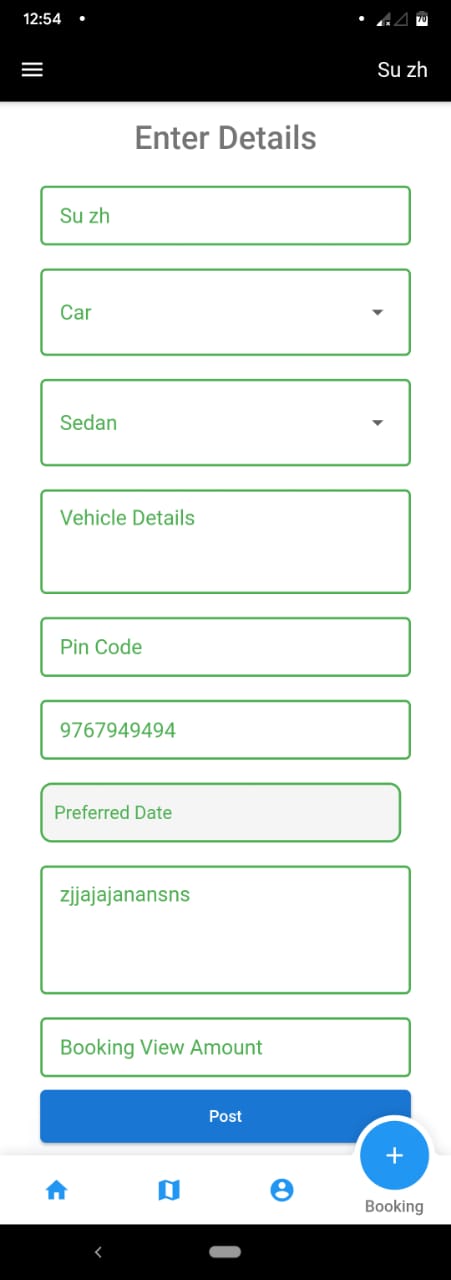 12:54
70
Su zh
Enter Details
Su zh
Car
Sedan
Vehicle Details
Pin Code
9767949494
Preferred Date
zjjajajanansns
Booking View Amount
Post
Booking